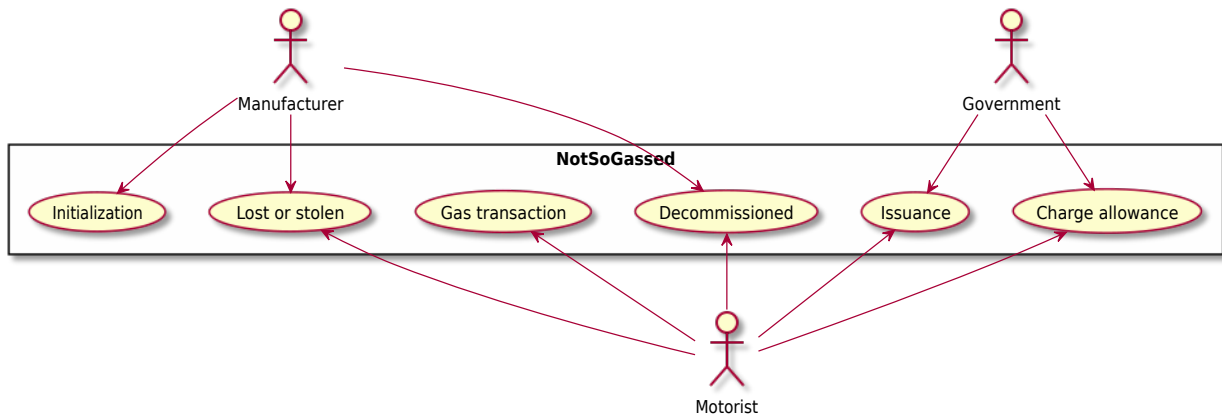 Manufacturer
Government
NotSoGassed
Initialization
Lost or stolen
Gas transaction
Decommissioned
Issuance
Charge allowance
Motorist